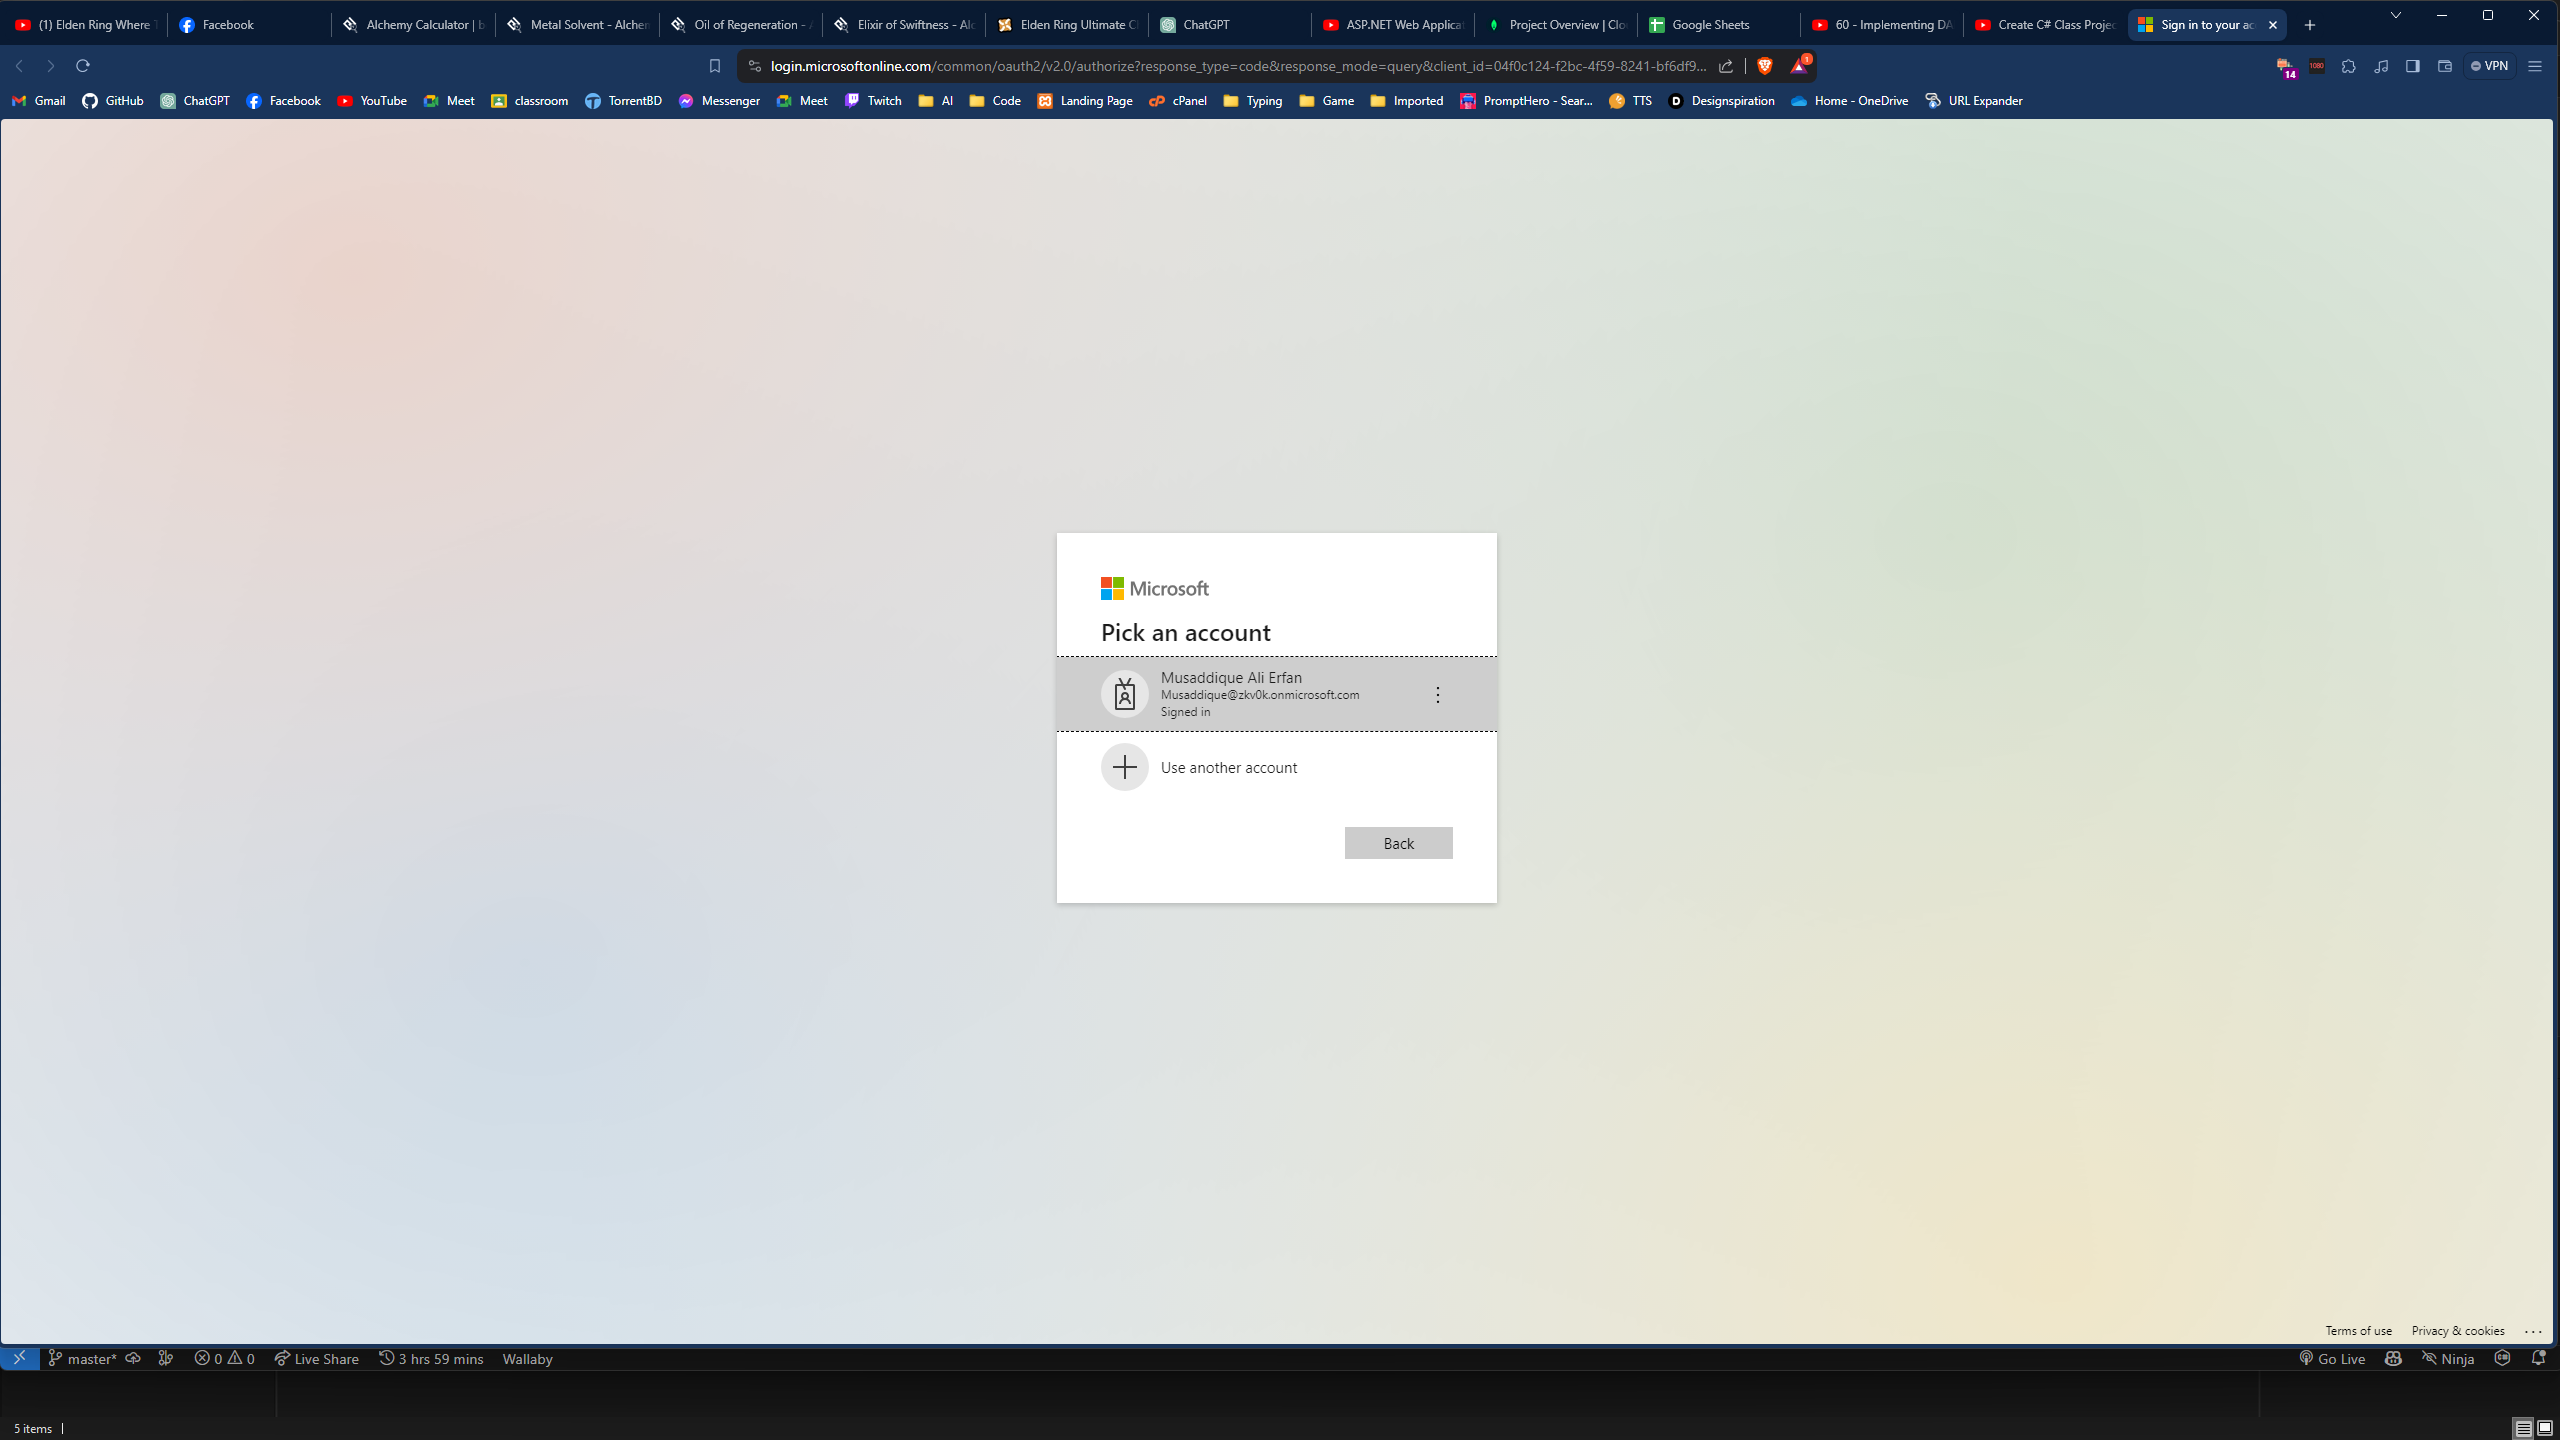 (1) Elden Ring Where T
Facebook
Alchemy Calculator | b
Metal Solvent - Alchem
Oil of Regeneration - A
Elixir of Swiftness - Alc
Elden Ring Ultimate Cl
ChatGPT
ASP.NET Web Applicat
Project Overview | Clo
Google Sheets
60 - Implementing DA
Create C# Class Projec
Sign in to your ac
login.microsoftonline.com/common/oauth2/v2.0/authorize?response_type=code&response_mode=query&client_id=04f0c124-f2bc-4f59-8241-bf6df9...
1
14
1080
VPN
Gmail
GitHub
ChatGPT
Facebook
YouTube
Meet
classroom
TorrentBD
Messenger
Meet
Twitch
AI
Code
Landing Page
cPanel
Typing
Game
Imported
PromptHero - Sear...
TTS
Designspiration
Home - OneDrive
URL Expander
Microsoft
Pick an account
Musaddique Ali Erfan
Musaddique@zkv0k.onmicrosoft.com
Signed in
Use another account
Back
Terms of use
Privacy & cookies
...
master*
0
0
Live Share
3 hrs 59 mins
Wallaby
Go Live
Ninja
5 items